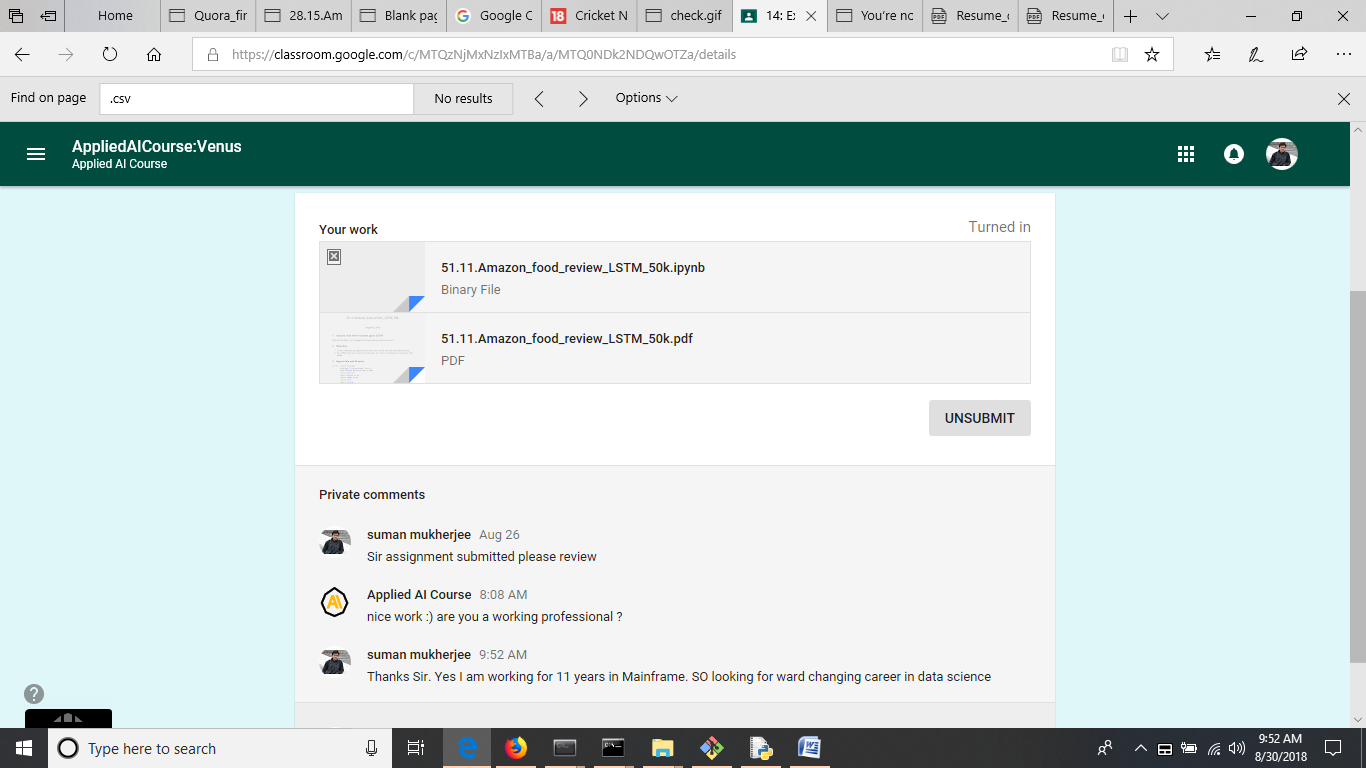 Home
Quora_fir
28.15.Am
Blank pag
Google C
18 Cricket N
check.gif
14: Ex
You're no
Resume_
Resume_
https://classroom.google.com/c/MTQzNjMxNzIxMTBa/a/MTQ0NDk2NDQwOTZa/details
Find on page
.csv
No results
Options
AppliedAICourse:Venus
Applied AI Course
Your work
Turned in
51.11.Amazon_food_review_LSTM_50k.ipynb
Binary File
51.11.Amazon_food_review_LSTM_50k.pdf
PDF
UNSUBMIT
Private comments
suman mukherjee Aug 26
Sir assignment submitted please review
Applied AI Course 8:08 AM
nice work :) are you a working professional ?
suman mukherjee 9:52 AM
Thanks Sir. Yes I am working for 11 years in Mainframe. SO looking for ward changing career in data science
Type here to search
9:52 AM
8/30/2018